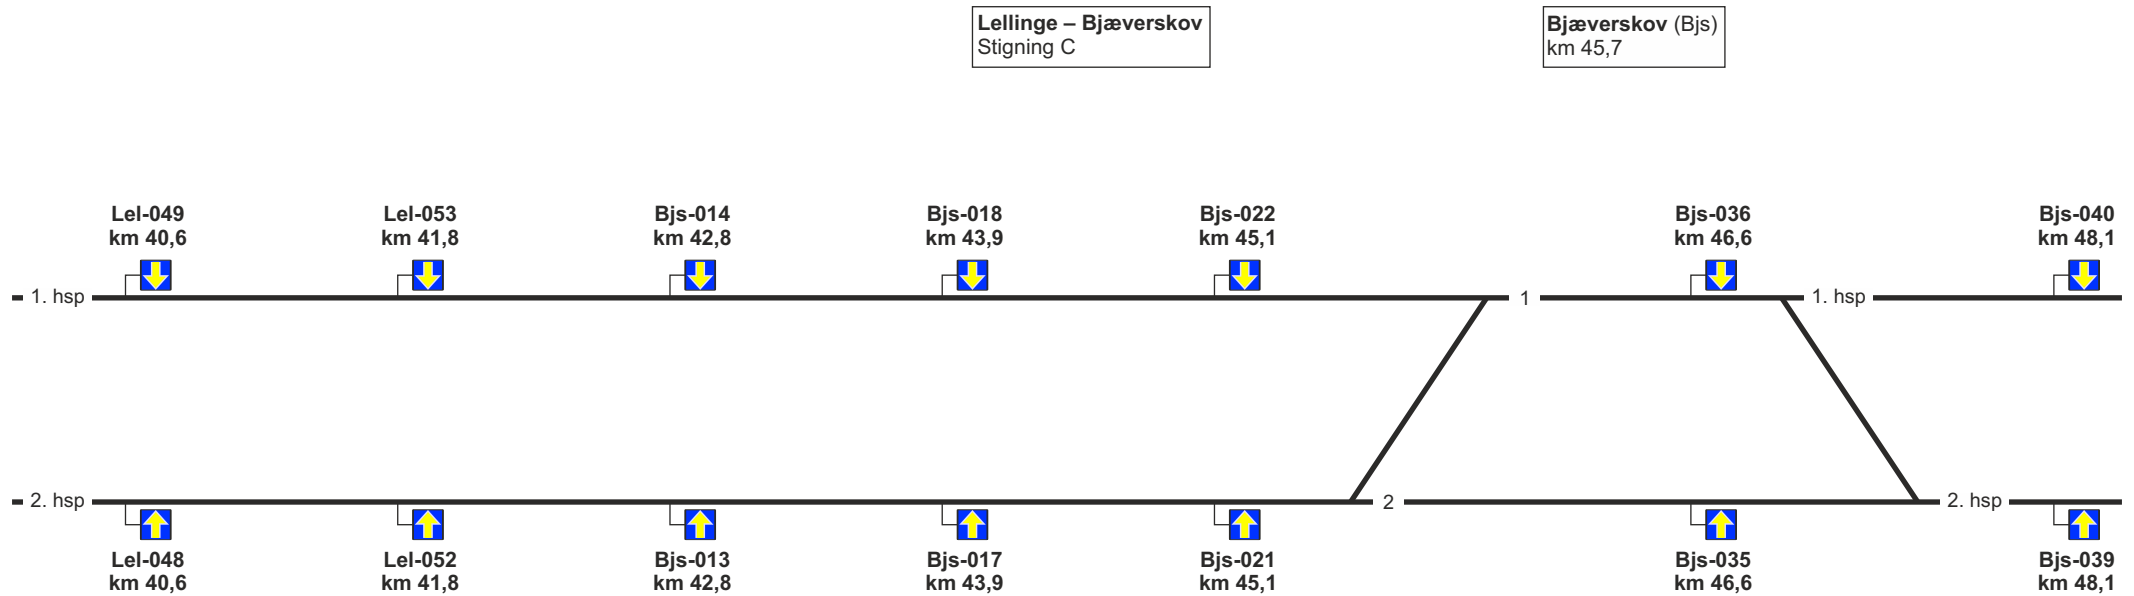 Lellinge – Bjæverskov
Stigning C
Bjæverskov (Bjs)
km 45,7
Lel-049
km 40,6
Lel-053
km 41,8
Bjs-014
km 42,8
Bjs-018
km 43,9
Bjs-022
km 45,1
Bjs-036
km 46,6
Bjs-040
km 48,1
1. hsp
1
1. hsp
2. hsp
2
2. hsp
Lel-048
km 40,6
Lel-052
km 41,8
Bjs-013
km 42,8
Bjs-017
km 43,9
Bjs-021
km 45,1
Bjs-035
km 46,6
Bjs-039
km 48,1